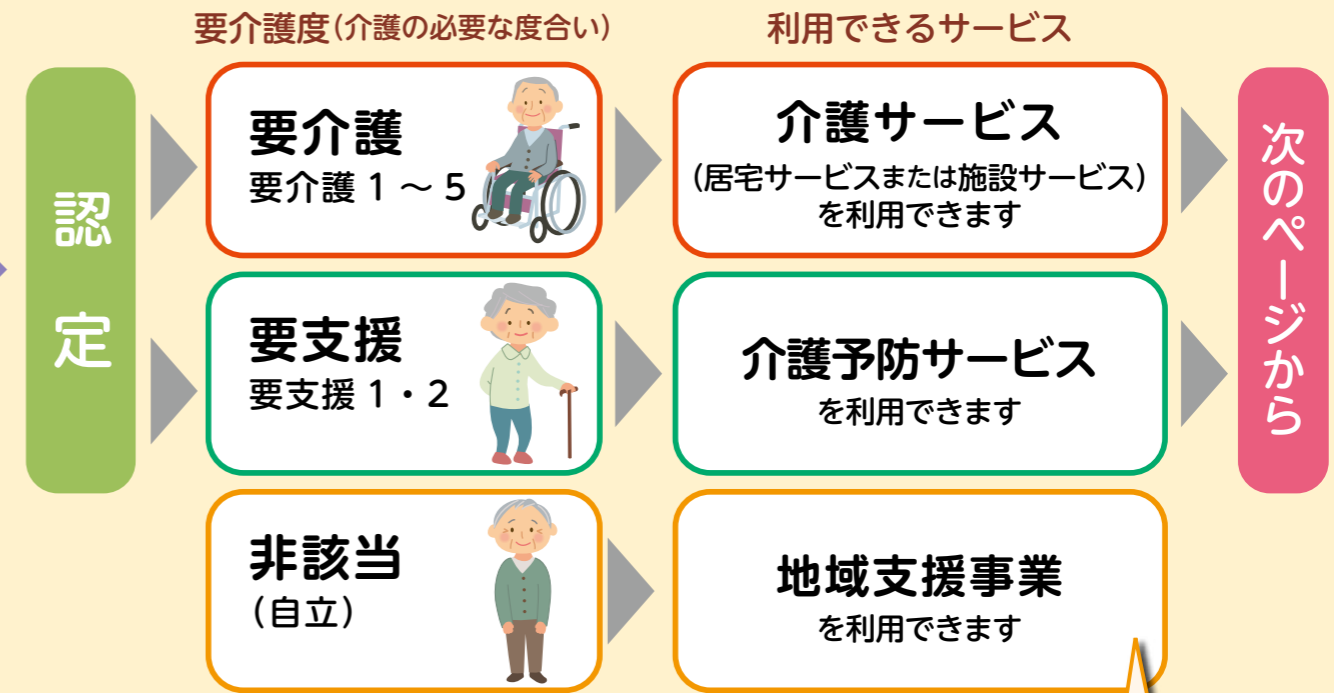 要介護度(介護の必要な度合い)
利用できるサービス
認定
要介護
要介護1～5
介護サービス
(居宅サービスまたは施設サービス)
を利用できます
要支援
要支援1・2
介護予防サービス
を利用できます
非該当
(自立)
地域支援事業
を利用できます
次のページから